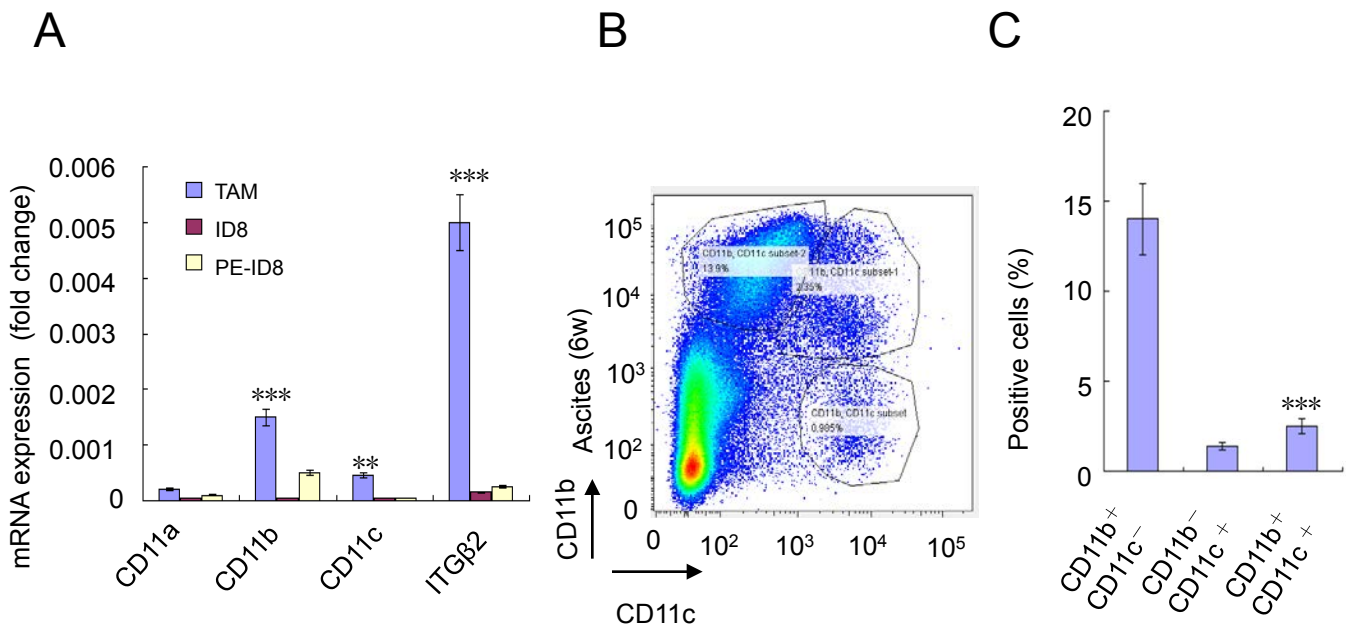 A
B
C
mRNA expression (fold change)
0.006
0.005
0.004
0.003
0.002
0.001
0
TAM
ID8
PE-ID8
***
**
***
***
CD11a
CD11b
CD11c
ITGβ2
Ascites (6w)
CD11b
10⁵
10⁴
10³
10²
0
CD11b, CD11c subset-2
13.9%
11b, CD11c subset-1
2.35%
CD11b, CD11c subset
0.985%
0
10²
10³
10⁴
10⁵
CD11c
Positive cells (%)
20
15
10
5
0
***
CD11b⁺
CD11c⁻
CD11b⁻
CD11c⁺
CD11b⁺
CD11c⁺